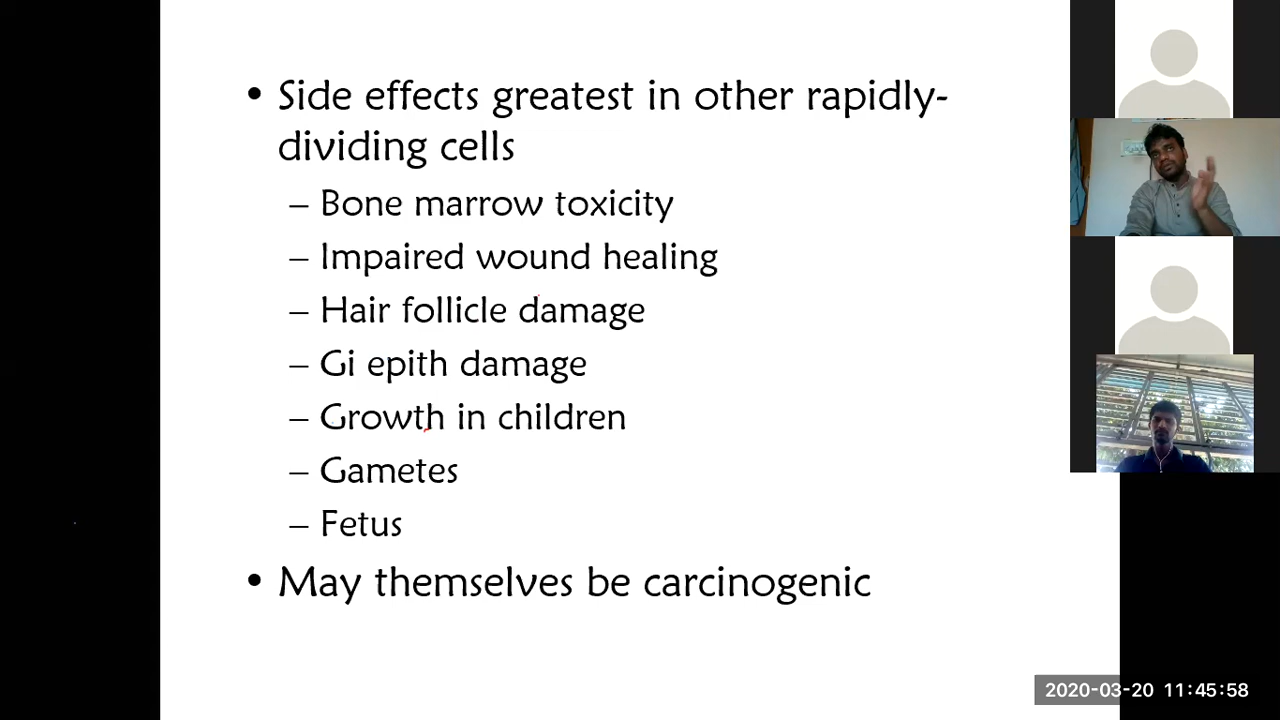 • Side effects greatest in other rapidly-
dividing cells
– Bone marrow toxicity
– Impaired wound healing
– Hair follicle damage
– Gi epith damage
– Growth in children
– Gametes
– Fetus
• May themselves be carcinogenic
2020-03-20 11:45:58